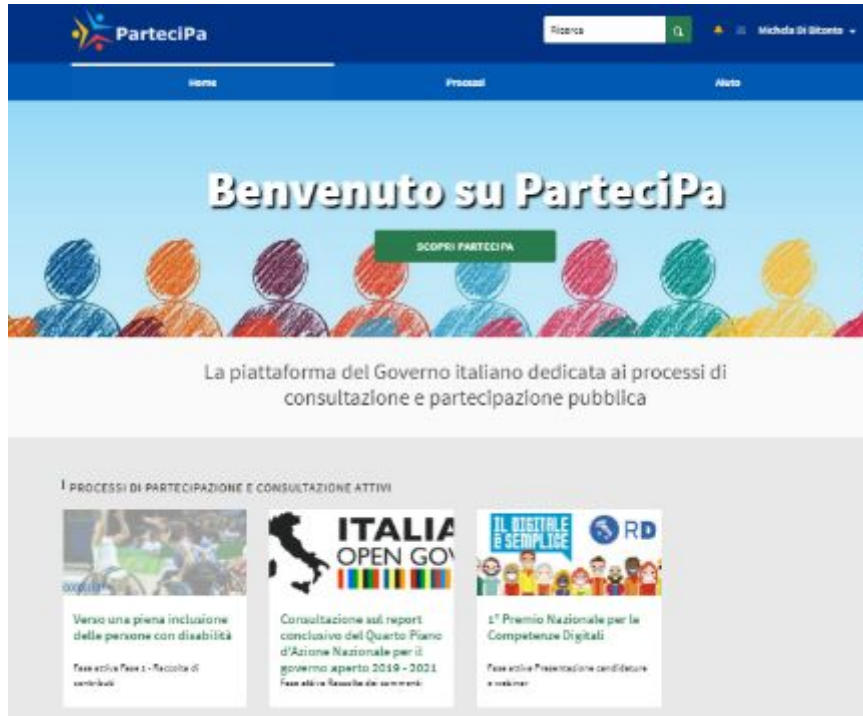 ParteciPa
Ricerca
Michela Di Bitonto
Home
Processi
Aiuto
Benvenuto su ParteciPa
SCOPRI PARTECIPA
La piattaforma del Governo italiano dedicata ai processi di
consultazione e partecipazione pubblica
PROCESSI DI PARTECIPAZIONE E CONSULTAZIONE ATTIVI
ITALIA
OPEN GOV
IL DIGITALE
È SEMPLICE
RD
Verso una piena inclusione
delle persone con disabilità
Fase attiva Fase 1 - Raccolta di
contributi
Consultazione sul report
conclusivo del Quarto Piano
d'Azione Nazionale per il
governo aperto 2019 - 2021
Fase attiva Raccolta dei commenti
1° Premio Nazionale per le
Competenze Digitali
Fase attiva Presentazione candidature
e webinar